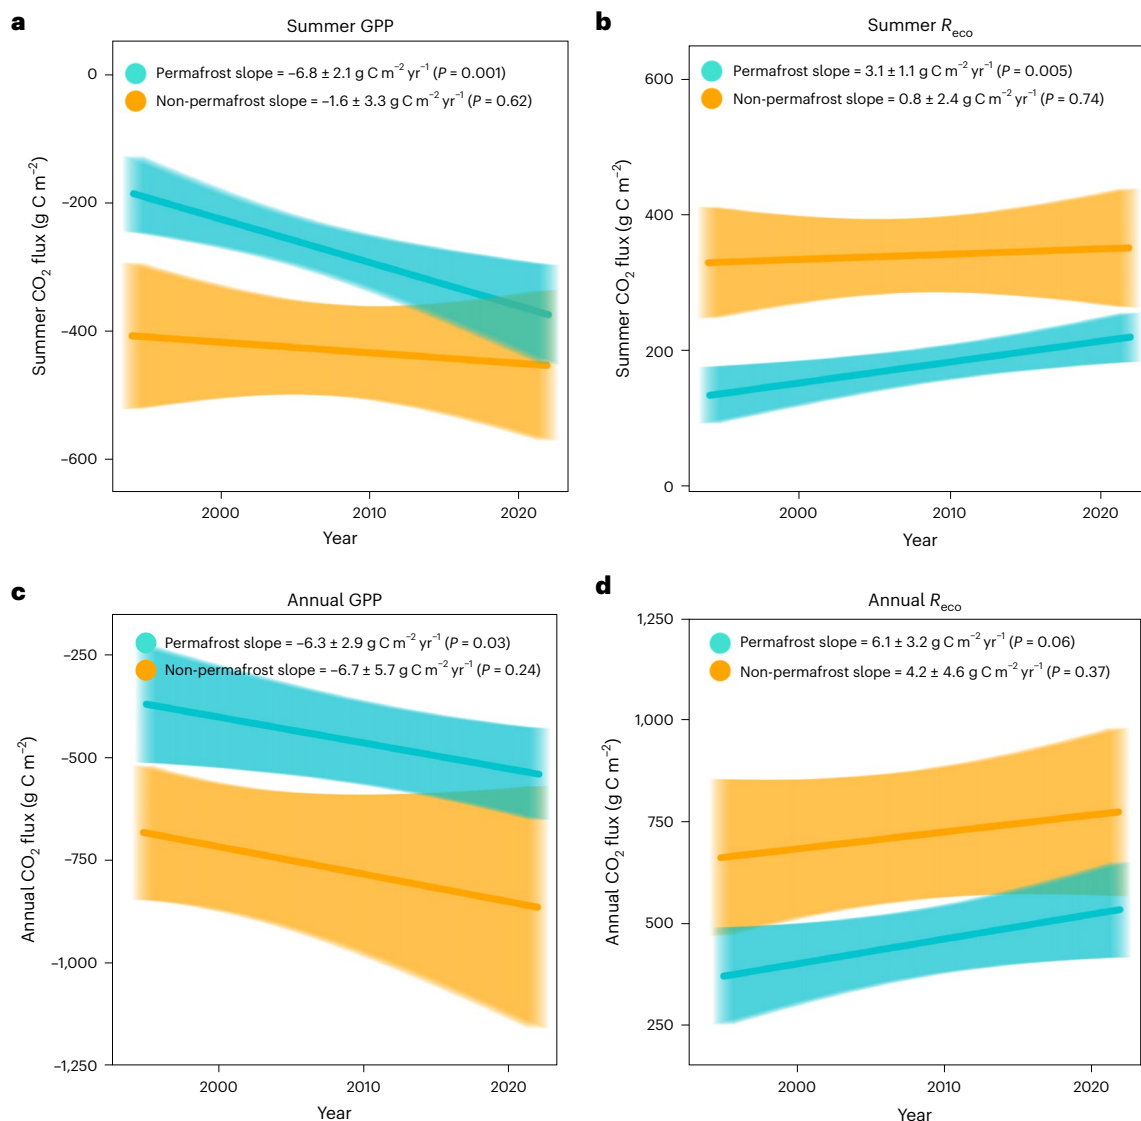 a
Summer GPP
Permafrost slope = −6.8 ± 2.1 g C m⁻² yr⁻¹ (P = 0.001)
Non-permafrost slope = −1.6 ± 3.3 g C m⁻² yr⁻¹ (P = 0.62)
Summer CO₂ flux (g C m⁻²)
0
−200
−400
−600
2000
2010
2020
Year
b
Summer Reco
Permafrost slope = 3.1 ± 1.1 g C m⁻² yr⁻¹ (P = 0.005)
Non-permafrost slope = 0.8 ± 2.4 g C m⁻² yr⁻¹ (P = 0.74)
Summer CO₂ flux (g C m⁻²)
600
400
200
0
2000
2010
2020
Year
c
Annual GPP
Permafrost slope = −6.3 ± 2.9 g C m⁻² yr⁻¹ (P = 0.03)
Non-permafrost slope = −6.7 ± 5.7 g C m⁻² yr⁻¹ (P = 0.24)
Annual CO₂ flux (g C m⁻²)
−250
−500
−750
−1,000
−1,250
2000
2010
2020
Year
d
Annual Reco
Permafrost slope = 6.1 ± 3.2 g C m⁻² yr⁻¹ (P = 0.06)
Non-permafrost slope = 4.2 ± 4.6 g C m⁻² yr⁻¹ (P = 0.37)
Annual CO₂ flux (g C m⁻²)
1,250
1,000
750
500
250
2000
2010
2020
Year